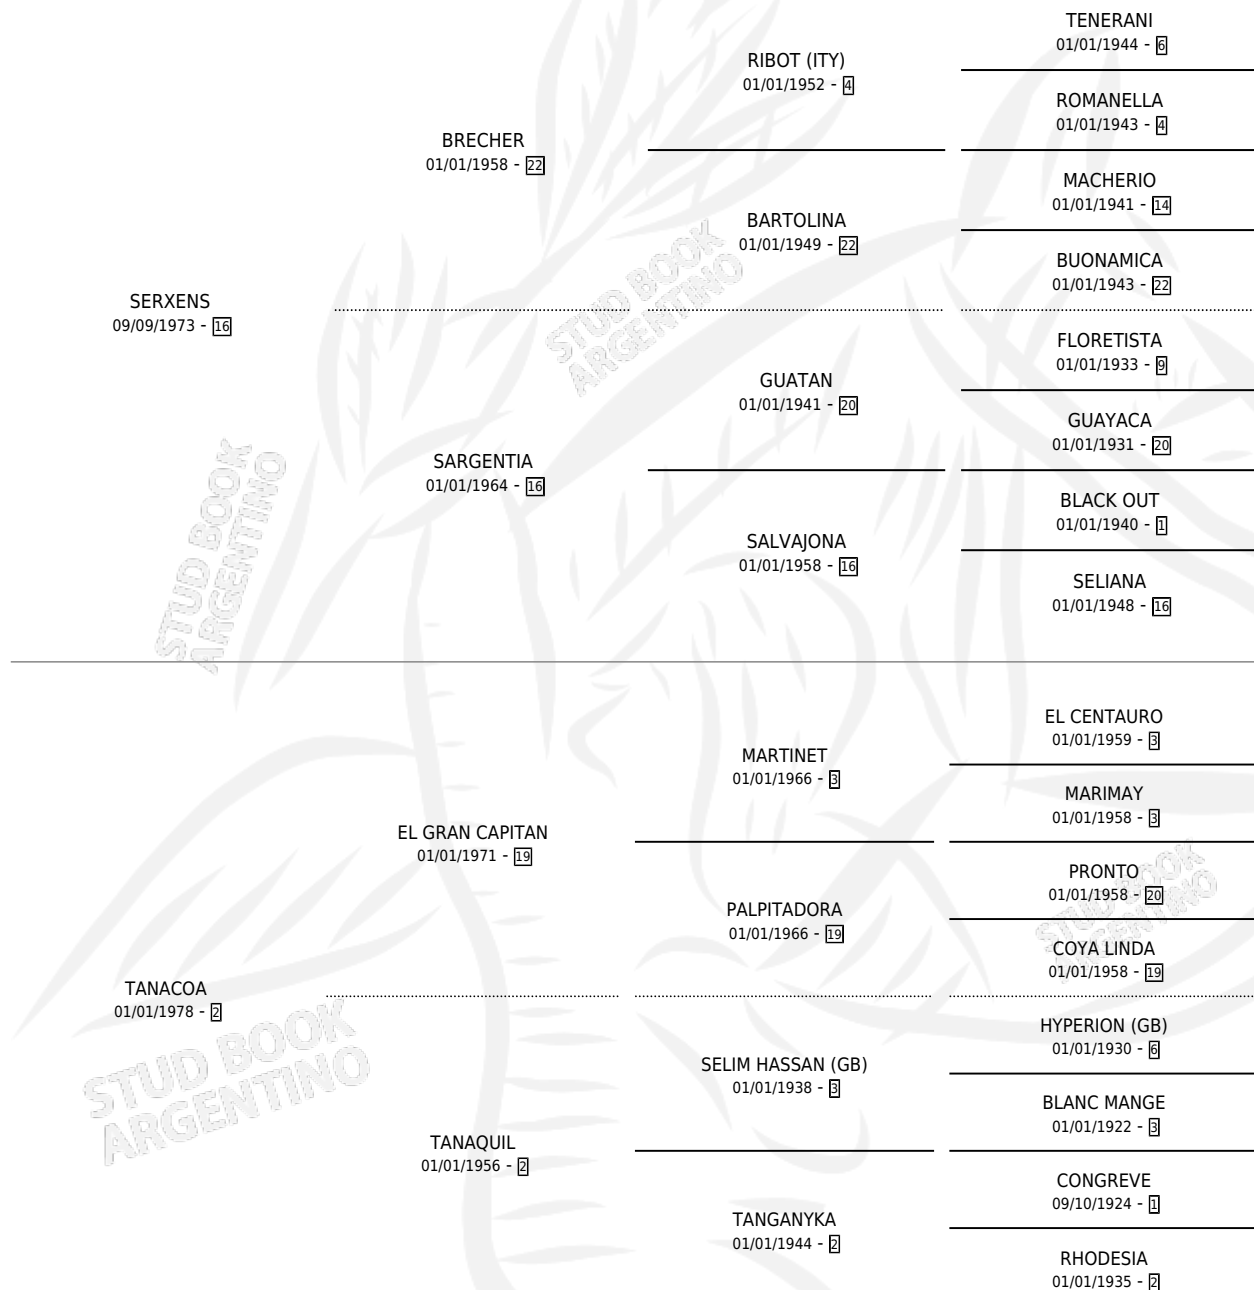 TENERANI
01/01/1944 - 6
RIBOT (ITY)
01/01/1952 - 4
ROMANELLA
01/01/1943 - 4
BRECHER
01/01/1958 - 22
MACHERIO
01/01/1941 - 14
BARTOLINA
01/01/1949 - 22
BUONAMICA
01/01/1943 - 22
SERXENS
09/09/1973 - 16
FLORETISTA
01/01/1933 - 9
GUATAN
01/01/1941 - 20
GUAYACA
01/01/1931 - 20
SARGENTIA
01/01/1964 - 16
BLACK OUT
01/01/1940 - 1
SALVAJONA
01/01/1958 - 16
SELIANA
01/01/1948 - 16
STUD BOOK
ARGENTINO
STUD BOOK
ARGENTINO
EL CENTAURO
01/01/1959 - 3
MARTINET
01/01/1966 - 3
MARIMAY
01/01/1958 - 3
EL GRAN CAPITAN
01/01/1971 - 19
PRONTO
01/01/1958 - 20
PALPITADORA
01/01/1966 - 19
COYA LINDA
01/01/1958 - 19
STUD BOOK
ARGENTINO
TANACOA
01/01/1978 - 2
HYPERION (GB)
01/01/1930 - 6
SELIM HASSAN (GB)
01/01/1938 - 3
BLANC MANGE
01/01/1922 - 3
STUD BOOK
ARGENTINO
TANAQUIL
01/01/1956 - 2
CONGREVE
09/10/1924 - 1
TANGANYKA
01/01/1944 - 2
RHODESIA
01/01/1935 - 2